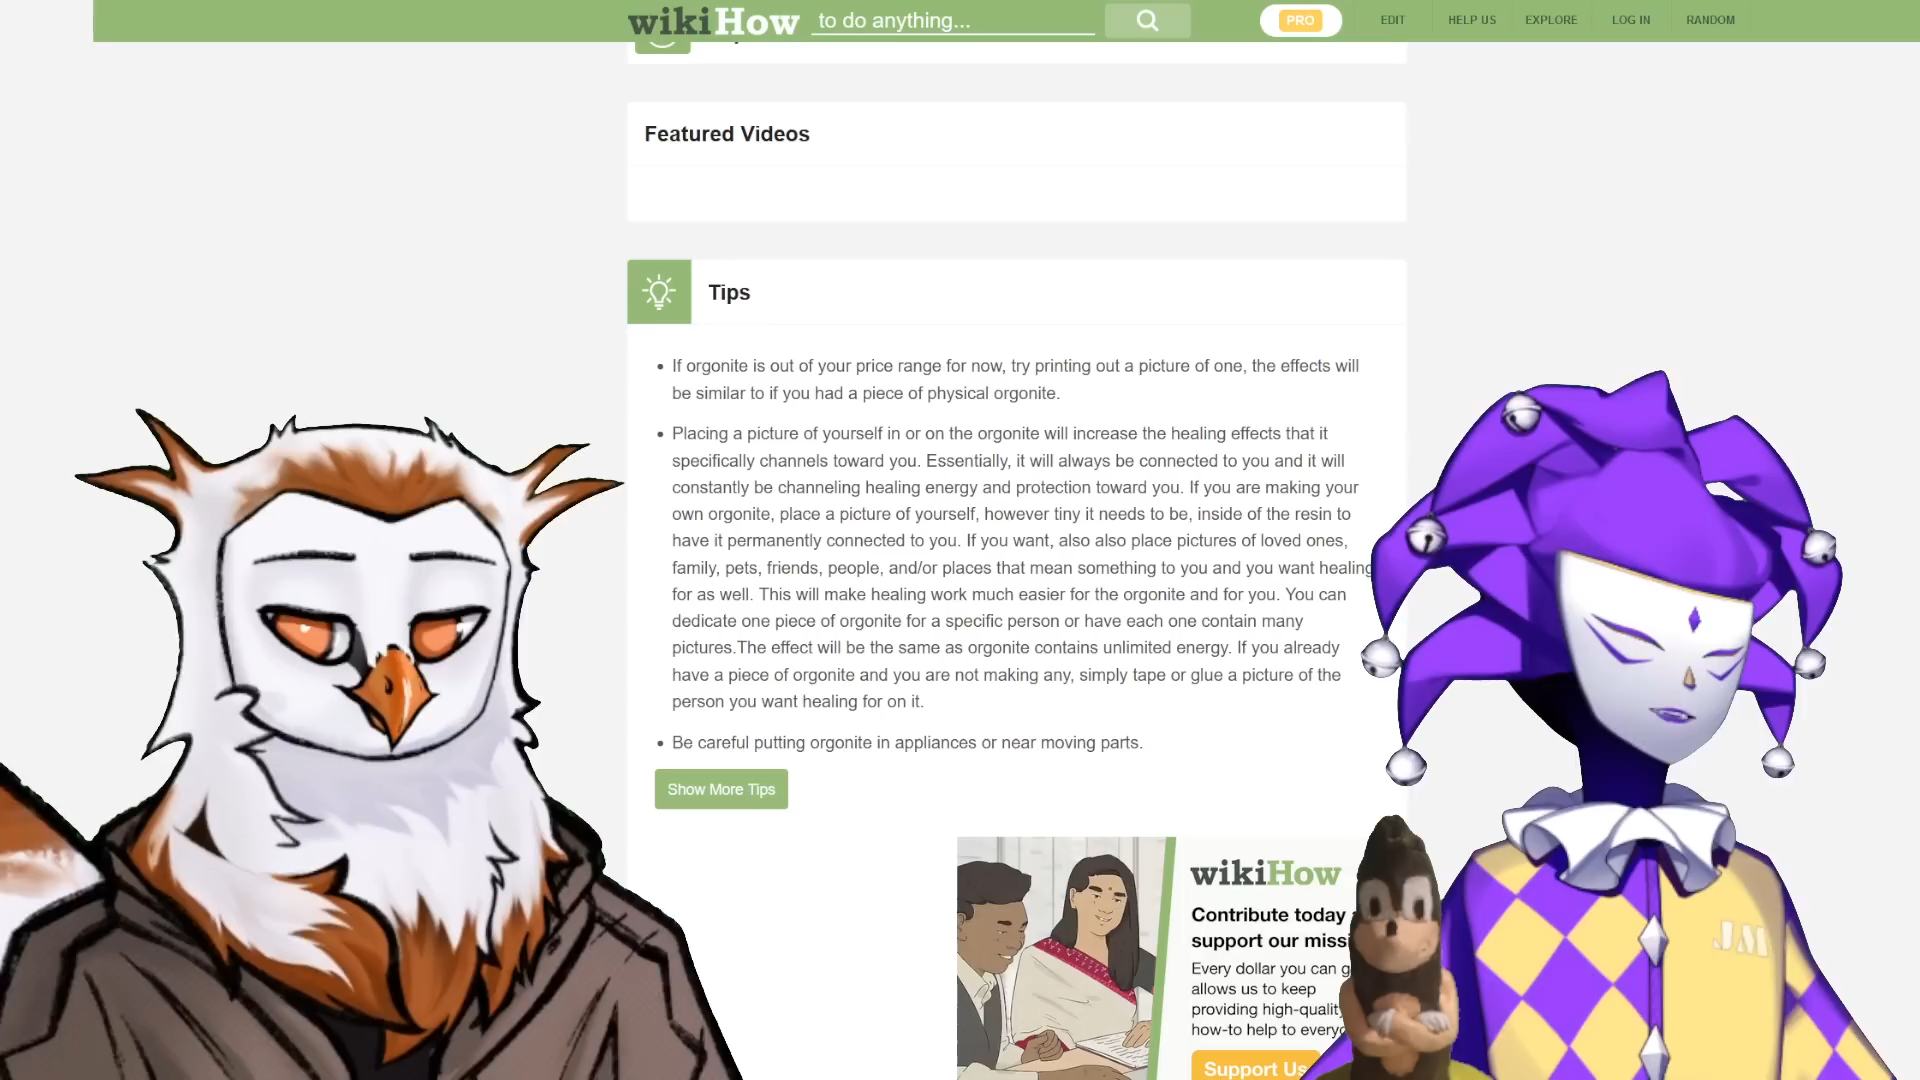 wikiHow to do anything... PRO EDIT HELP US EXPLORE LOG IN RANDOM
Featured Videos
Tips
If orgonite is out of your price range for now, try printing out a picture of one, the effects will
be similar to if you had a piece of physical orgonite.
Placing a picture of yourself in or on the orgonite will increase the healing effects that it
specifically channels toward you. Essentially, it will always be connected to you and it will
constantly be channeling healing energy and protection toward you. If you are making your
own orgonite, place a picture of yourself, however tiny it needs to be, inside of the resin to
have it permanently connected to you. If you want, also also place pictures of loved ones,
family, pets, friends, people, and/or places that mean something to you and you want healing
for as well. This will make healing work much easier for the orgonite and for you. You can
dedicate one piece of orgonite for a specific person or have each one contain many
pictures.The effect will be the same as orgonite contains unlimited energy. If you already
have a piece of orgonite and you are not making any, simply tape or glue a picture of the
person you want healing for on it.
Be careful putting orgonite in appliances or near moving parts.
Show More Tips
wikiHow
Contribute today
support our
Every dollar you can
allows us to keep
providing
how-to help to
Support Us
JM